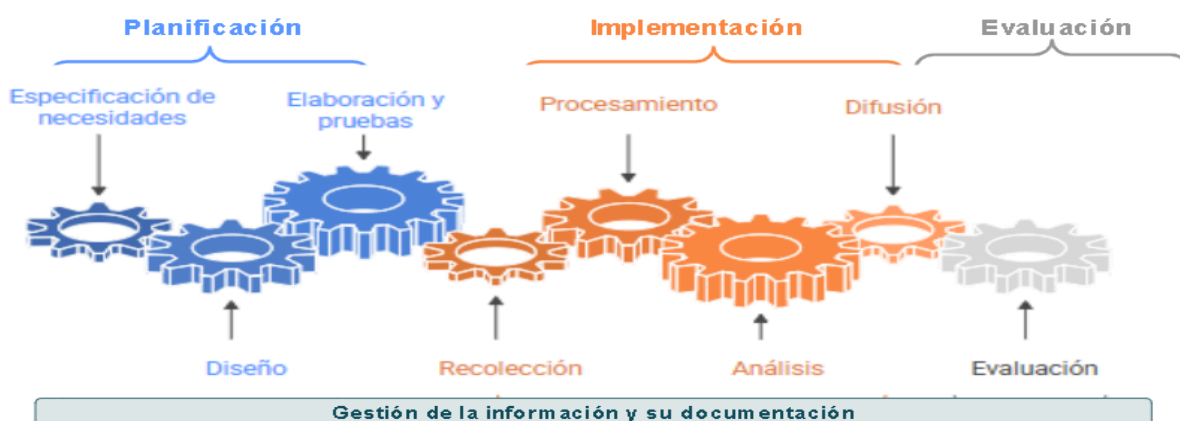 Planificación
Implementación
Evaluación
Especificación de
necesidades
Elaboración y
pruebas
Procesamiento
Difusión
Diseño
Recolección
Análisis
Evaluación
Gestión de la información y su documentación